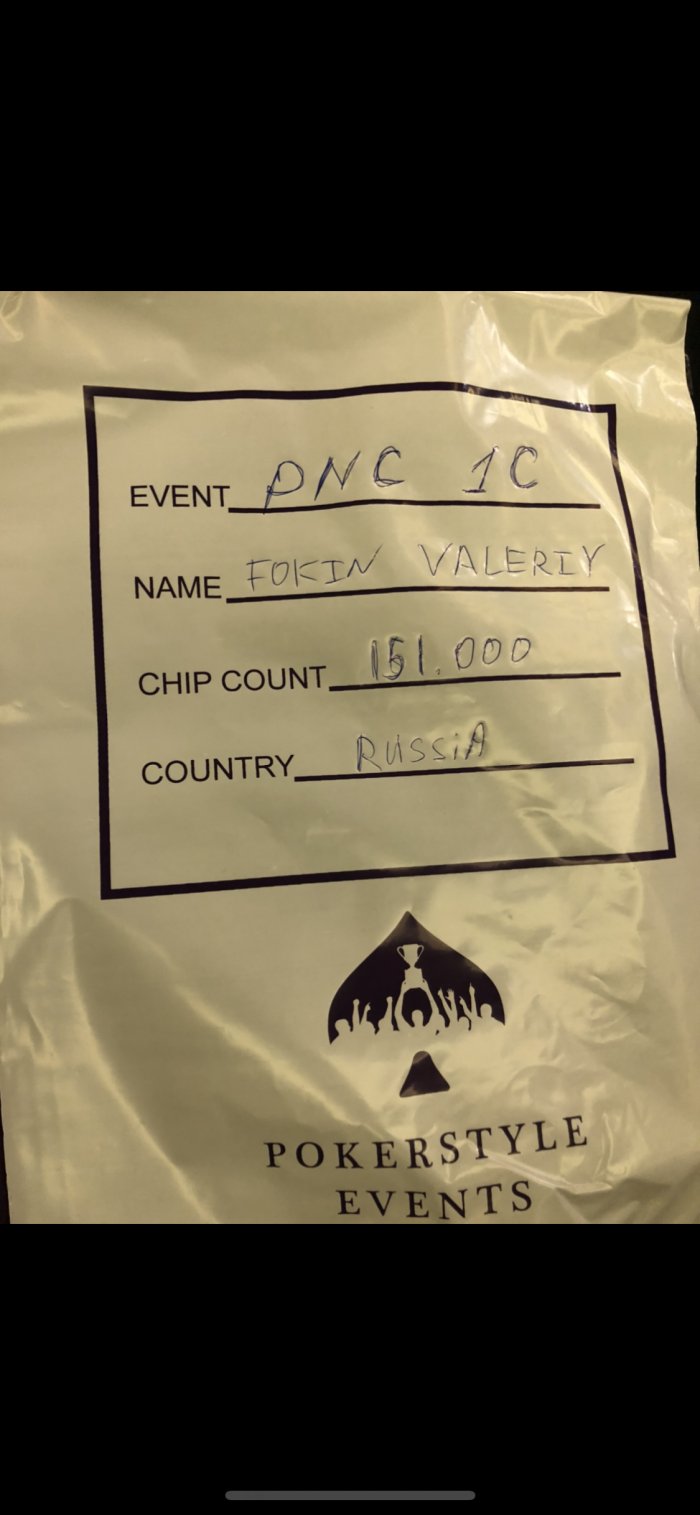 EVENT PNC 1C
NAME FOKIN VALERIY
CHIP COUNT 151.000
COUNTRY RUSSIA
POKERSTYLE
EVENTS